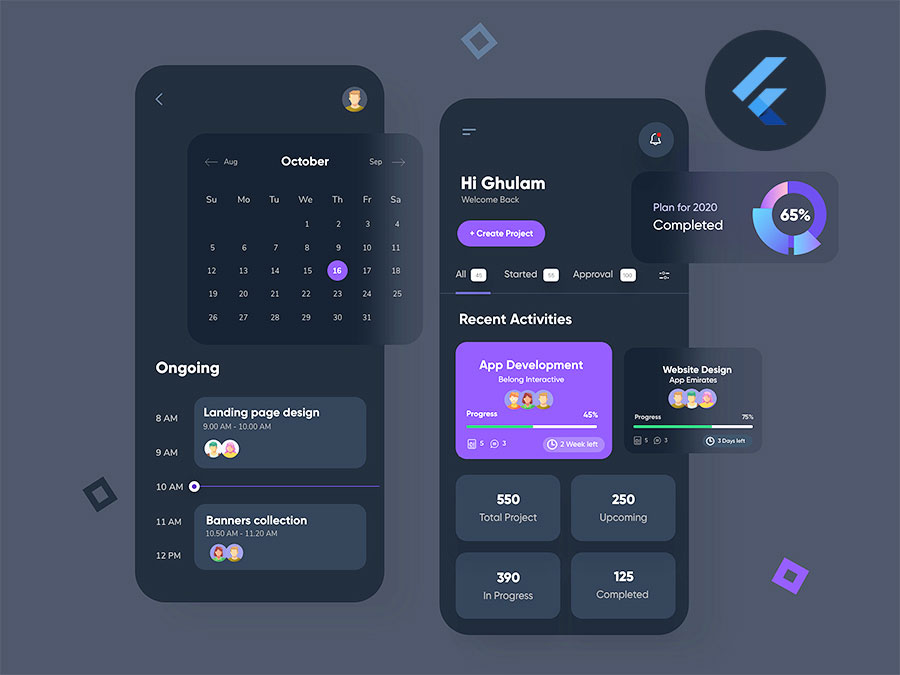 Aug October Sep
Su Mo Tu We Th Fr Sa
1 2 3 4
5 6 7 8 9 10 11
12 13 14 15 16 17 18
19 20 21 22 23 24 25
26 27 28 29 30 31
Ongoing
8 AM
Landing page design
9.00 AM - 10.00 AM
9 AM
10 AM
11 AM
Banners collection
10.50 AM - 11.20 AM
12 PM
Hi Ghulam
Welcome Back
+ Create Project
Plan for 2020
Completed
65%
All 45 Started 55 Approval 100
Recent Activities
App Development
Belong Interactive
Progress 45%
5 3 2 Week left
Website Design
App Emirates
Progress 75%
5 3 3 Days left
550
Total Project
250
Upcoming
390
In Progress
125
Completed